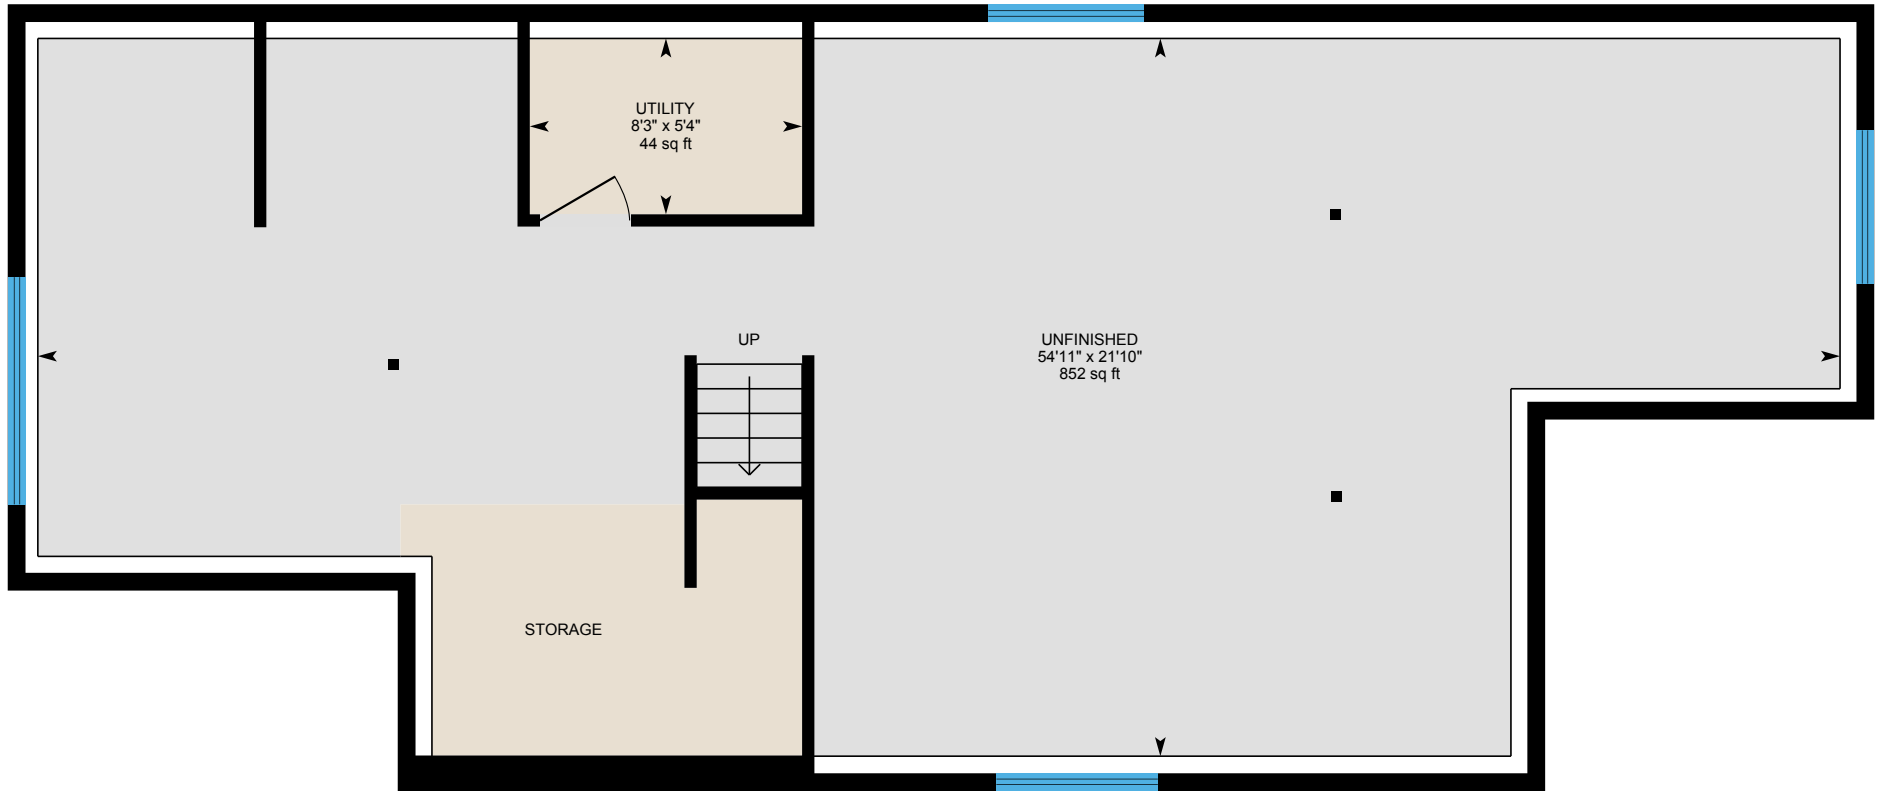 UTILITY
8'3" x 5'4"
44 sq ft
UP
UNFINISHED
54'11" x 21'10"
852 sq ft
STORAGE